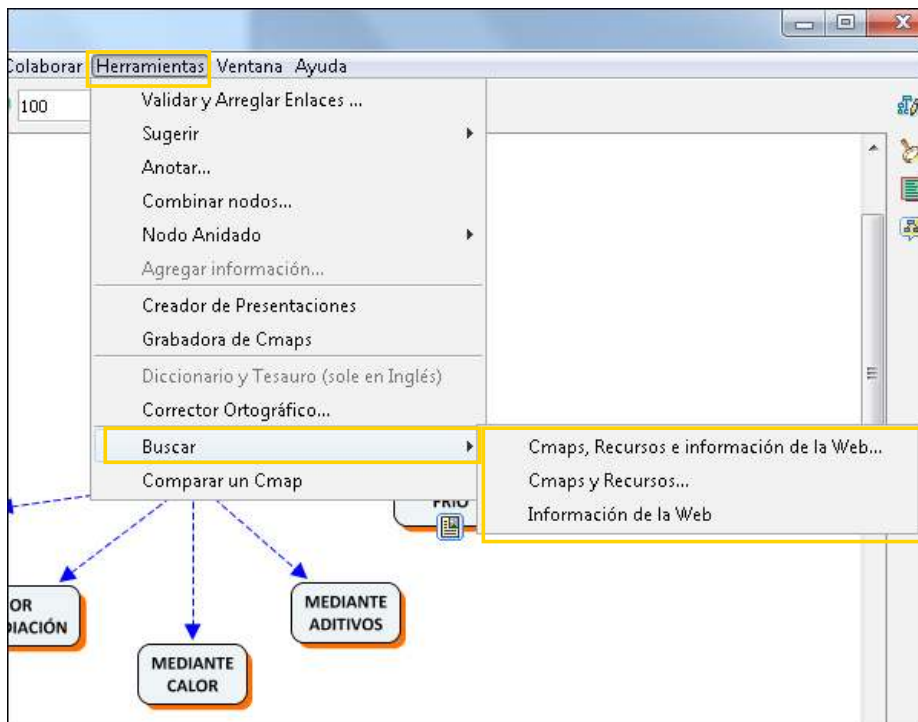 Colaborar Herramientas Ventana Ayuda
100
Validar y Arreglar Enlaces ...
Sugerir
Anotar...
Combinar nodos...
Nodo Anidado
Agregar información...
Creador de Presentaciones
Grabadora de Cmaps
Diccionario y Tesauro (sole en Inglés)
Corrector Ortográfico...
Buscar
Comparar un Cmap
Cmaps, Recursos e información de la Web...
Cmaps y Recursos...
Información de la Web
FRIO
OR
DIACIÓN
MEDIANTE
ADITIVOS
MEDIANTE
CALOR